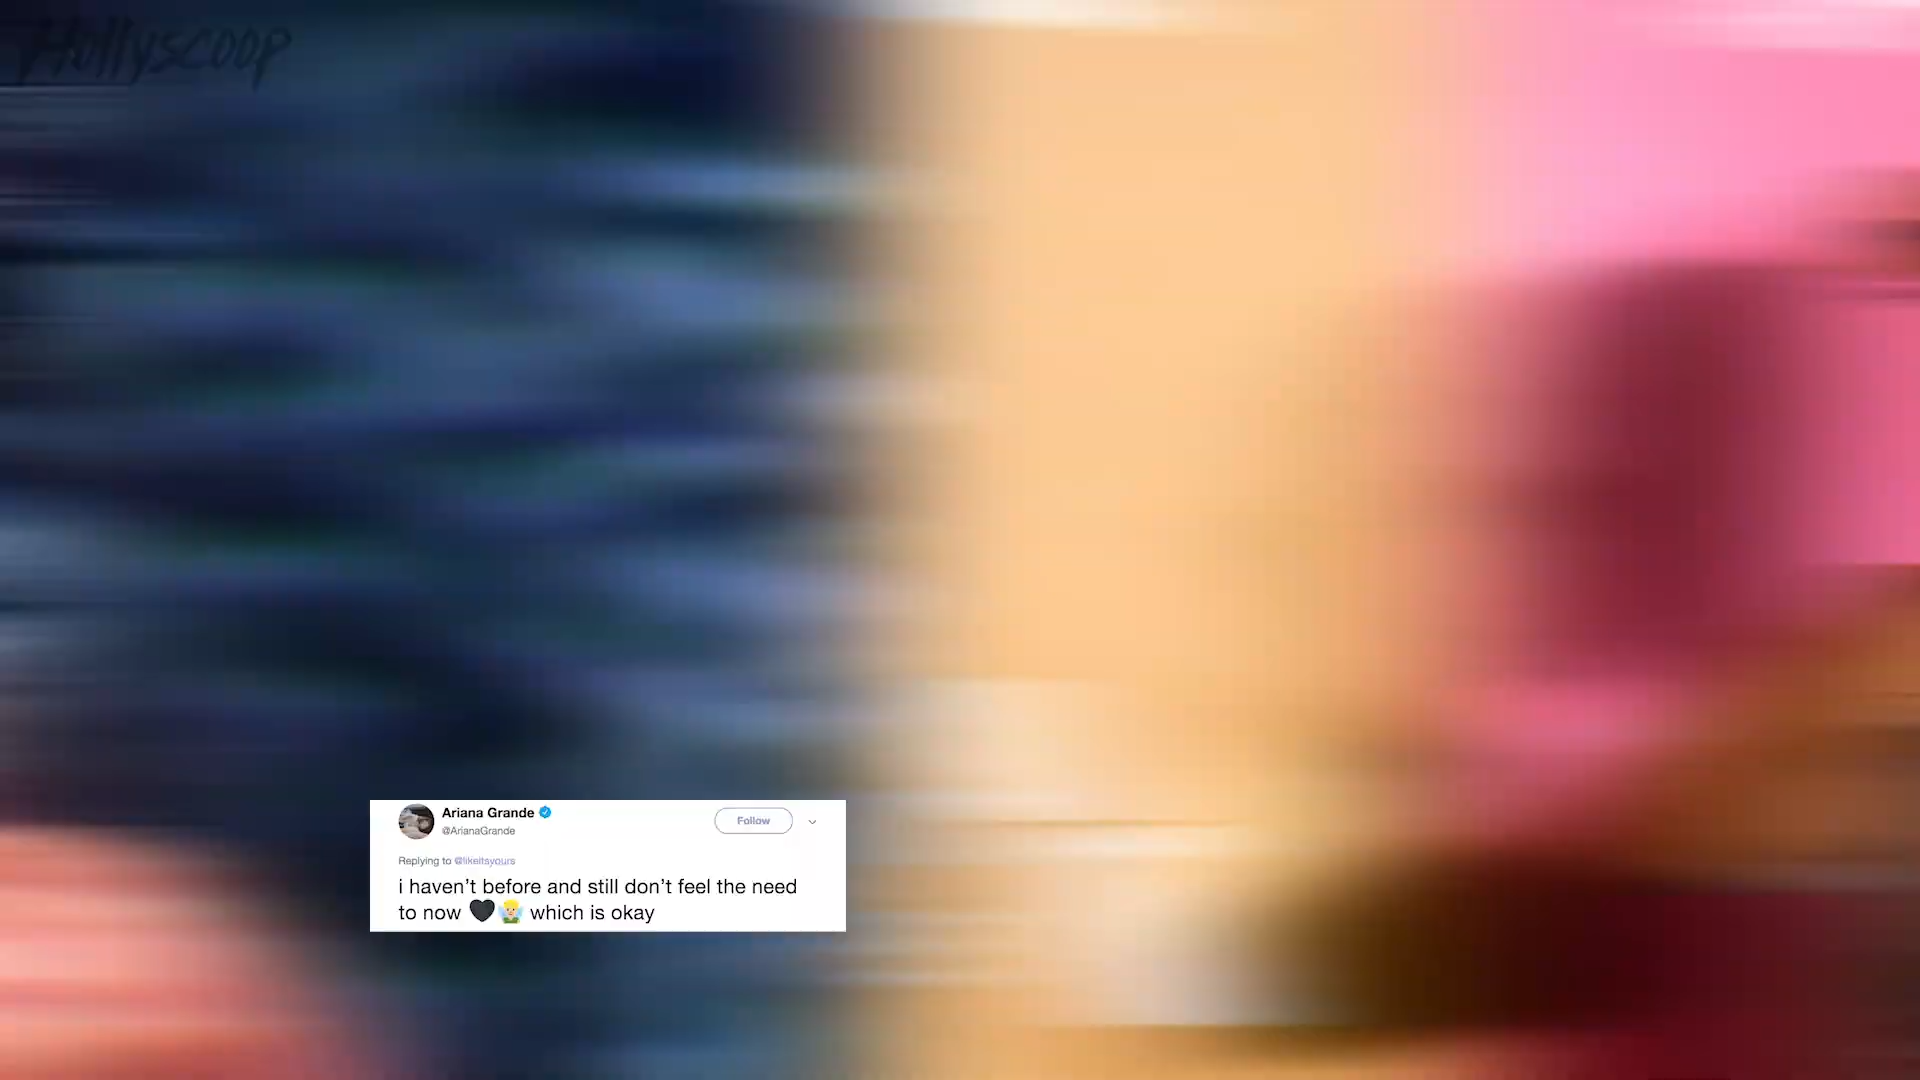 Hollyscoop
Ariana Grande
@ArianaGrande
Follow
Replying to @likeitsyours
i haven’t before and still don’t feel the need
to now 🖤🧚🏼 which is okay